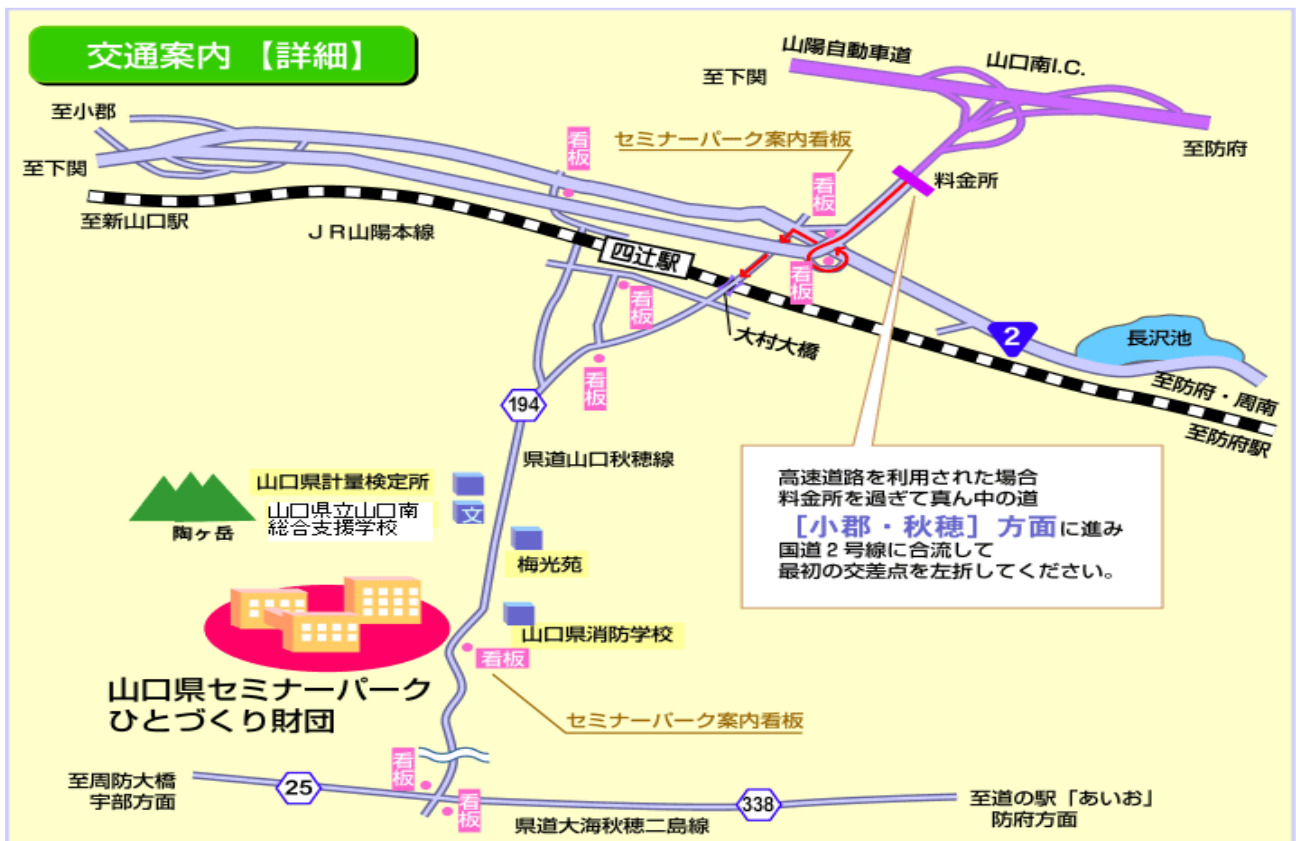 交通案内 【詳細】
山陽自動車道
山口南I.C.
至下関
至防府
至小郡
至下関
至新山口駅
JR山陽本線
看板
セミナーパーク案内看板
看板
料金所
四辻駅
看板
看板
大村大橋
2
長沢池
至防府・周南
至防府駅
看板
194
県道山口秋穂線
高速道路を利用された場合
料金所を過ぎて真ん中の道
［小郡・秋穂］方面に進み
国道２号線に合流して
最初の交差点を左折してください。
陶ヶ岳
山口県計量検定所
山口県立山口南
総合支援学校
文
梅光苑
山口県消防学校
看板
山口県セミナーパーク
ひとづくり財団
セミナーパーク案内看板
看板
看板
至周防大橋
宇部方面
25
県道大海秋穂二島線
338
至道の駅「あいお」
防府方面